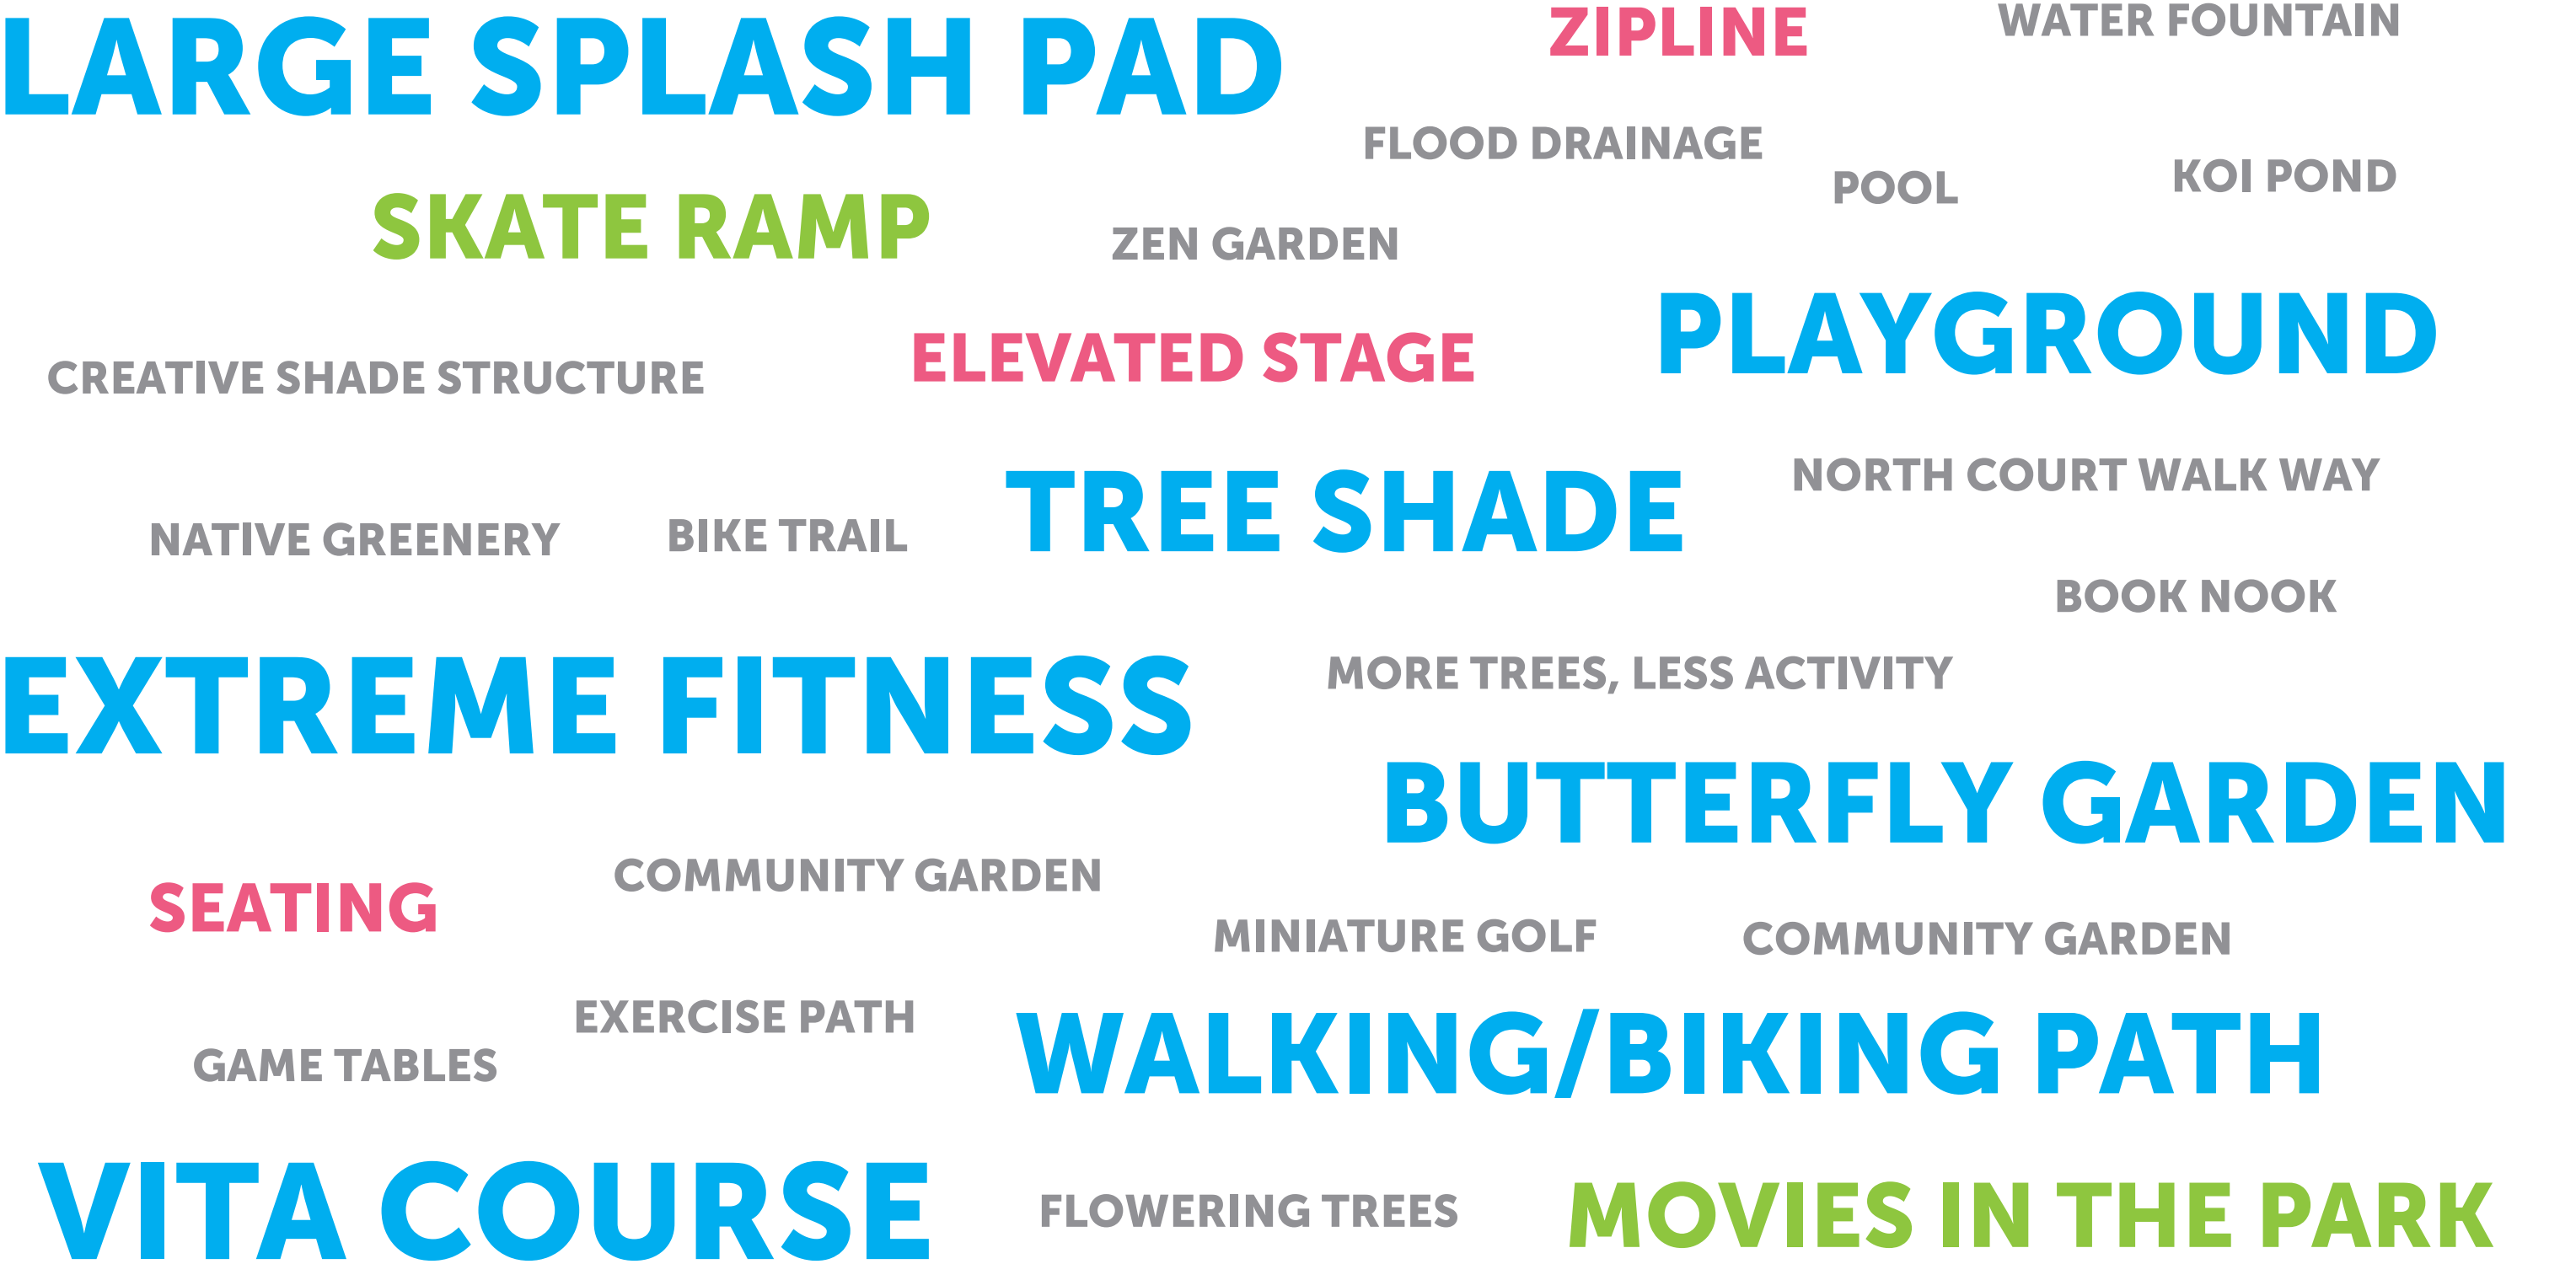 LARGE SPLASH PAD
ZIPLINE
WATER FOUNTAIN
FLOOD DRAINAGE
POOL
KOI POND
SKATE RAMP
ZEN GARDEN
PLAYGROUND
CREATIVE SHADE STRUCTURE
ELEVATED STAGE
TREE SHADE
NORTH COURT WALK WAY
NATIVE GREENERY
BIKE TRAIL
BOOK NOOK
EXTREME FITNESS
MORE TREES, LESS ACTIVITY
BUTTERFLY GARDEN
SEATING
COMMUNITY GARDEN
MINIATURE GOLF
COMMUNITY GARDEN
EXERCISE PATH
GAME TABLES
WALKING/BIKING PATH
VITA COURSE
FLOWERING TREES
MOVIES IN THE PARK